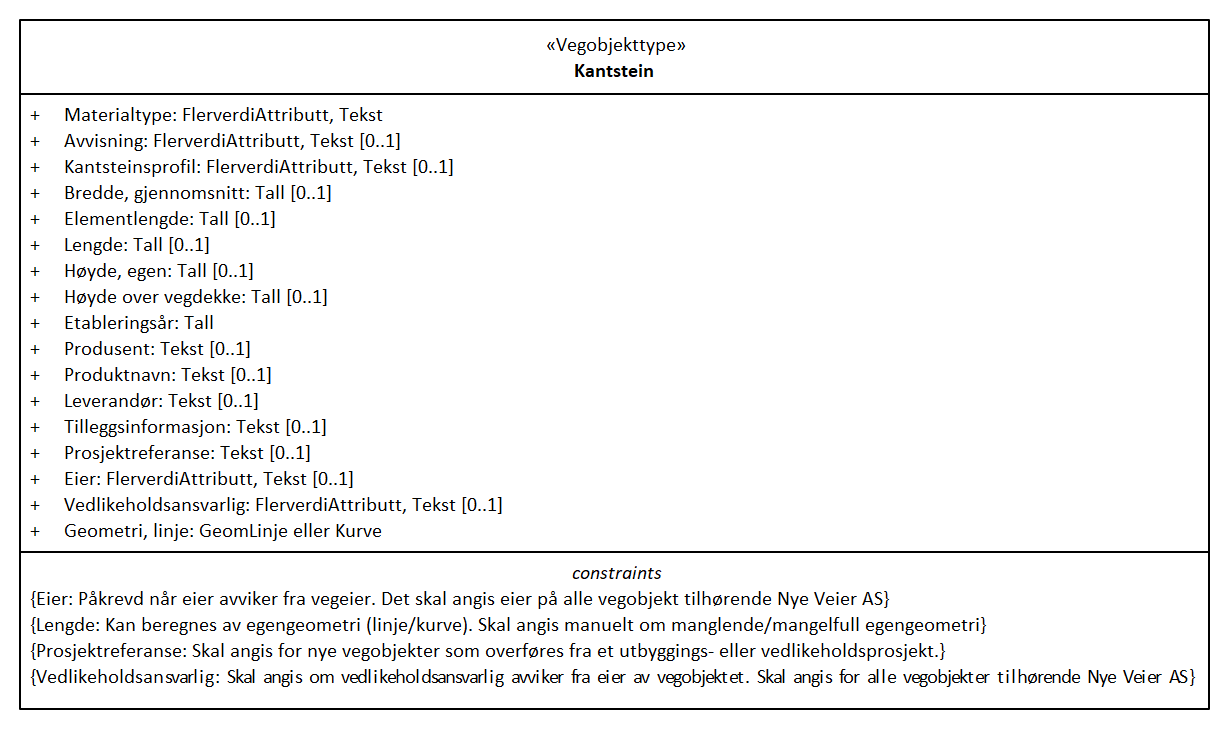 «Vegobjekttype»
Kantstein
+ Materialtype: FlerverdiAttributt, Tekst
+ Avvisning: FlerverdiAttributt, Tekst [0..1]
+ Kantsteinsprofil: FlerverdiAttributt, Tekst [0..1]
+ Bredde, gjennomsnitt: Tall [0..1]
+ Elementlengde: Tall [0..1]
+ Lengde: Tall [0..1]
+ Høyde, egen: Tall [0..1]
+ Høyde over vegdekke: Tall [0..1]
+ Etableringsår: Tall
+ Produsent: Tekst [0..1]
+ Produktnavn: Tekst [0..1]
+ Leverandør: Tekst [0..1]
+ Tilleggsinformasjon: Tekst [0..1]
+ Prosjektreferanse: Tekst [0..1]
+ Eier: FlerverdiAttributt, Tekst [0..1]
+ Vedlikeholdsansvarlig: FlerverdiAttributt, Tekst [0..1]
+ Geometri, linje: GeomLinje eller Kurve
constraints
{Eier: Påkrevd når eier avviker fra vegeier. Det skal angis eier på alle vegobjekt tilhørende Nye Veier AS}
{Lengde: Kan beregnes av egengeometri (linje/kurve). Skal angis manuelt om manglende/mangelfull egengeometri}
{Prosjektreferanse: Skal angis for nye vegobjekter som overføres fra et utbyggings- eller vedlikeholdsprosjekt.}
{Vedlikeholdsansvarlig: Skal angis om vedlikeholdsansvarlig avviker fra eier av vegobjektet. Skal angis for alle vegobjekter tilhørende Nye Veier AS}